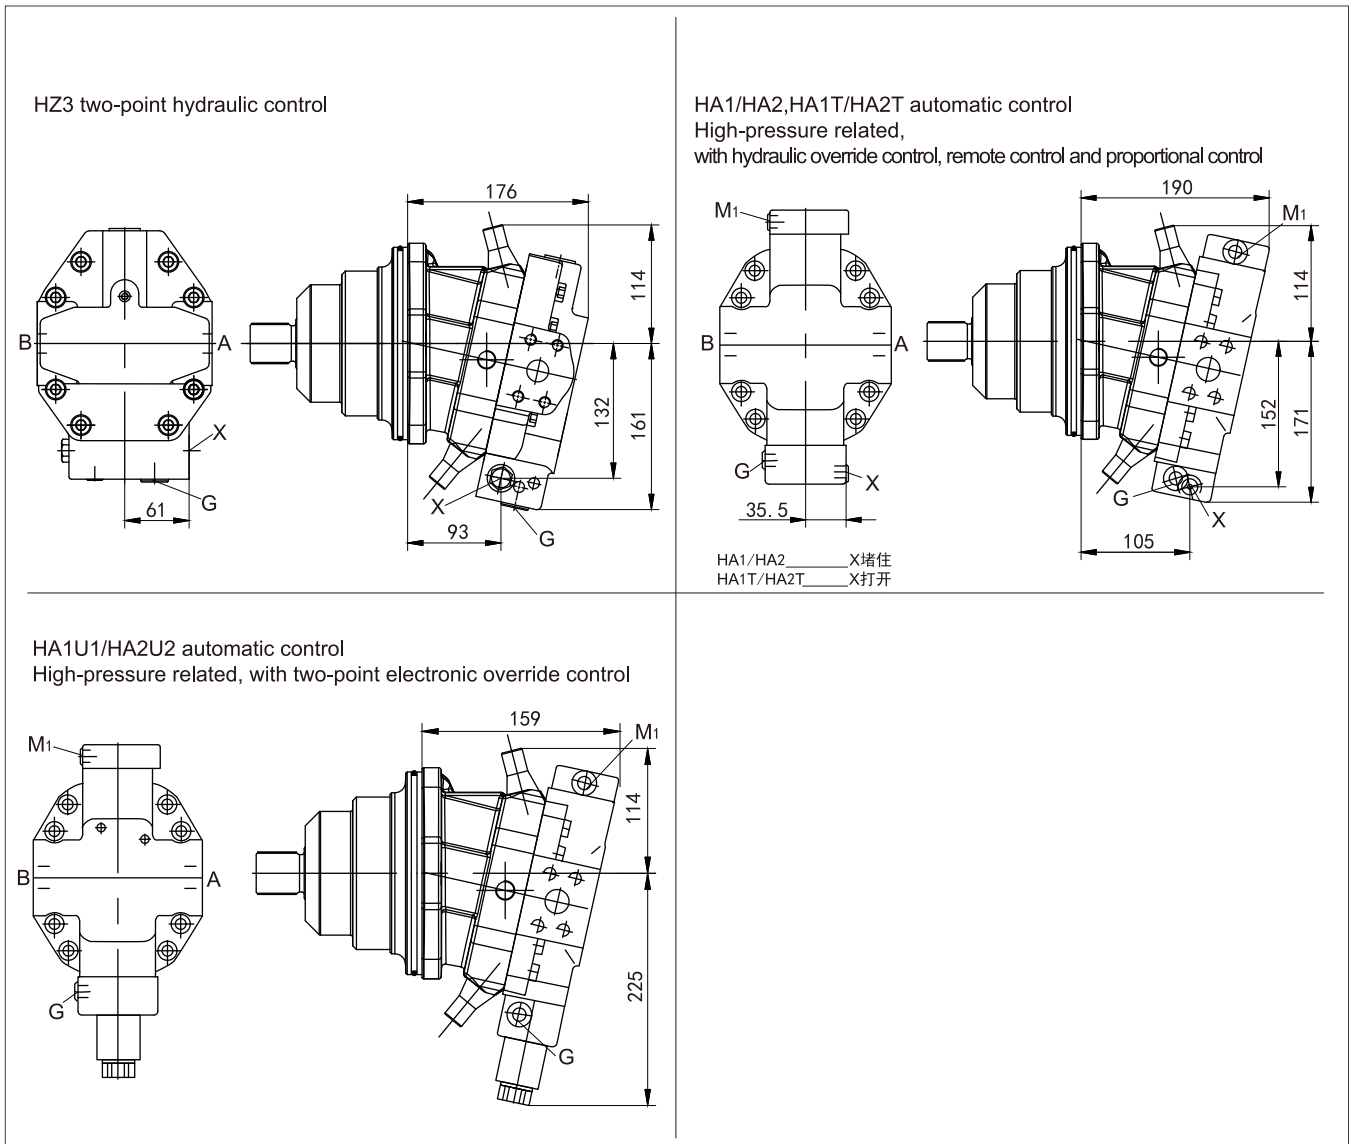 HZ3 two-point hydraulic control
176
114
B
A
132
161
X
G
61
X
93
G
HA1/HA2,HA1T/HA2T automatic control
High-pressure related,
with hydraulic override control, remote control and proportional control
190
M1
M1
114
B
A
152
171
G
X
G
X
35.5
105
HA1/HA2______X堵住
HA1T/HA2T____X打开
HA1U1/HA2U2 automatic control
High-pressure related, with two-point electronic override control
159
M1
M1
114
B
A
225
G
G